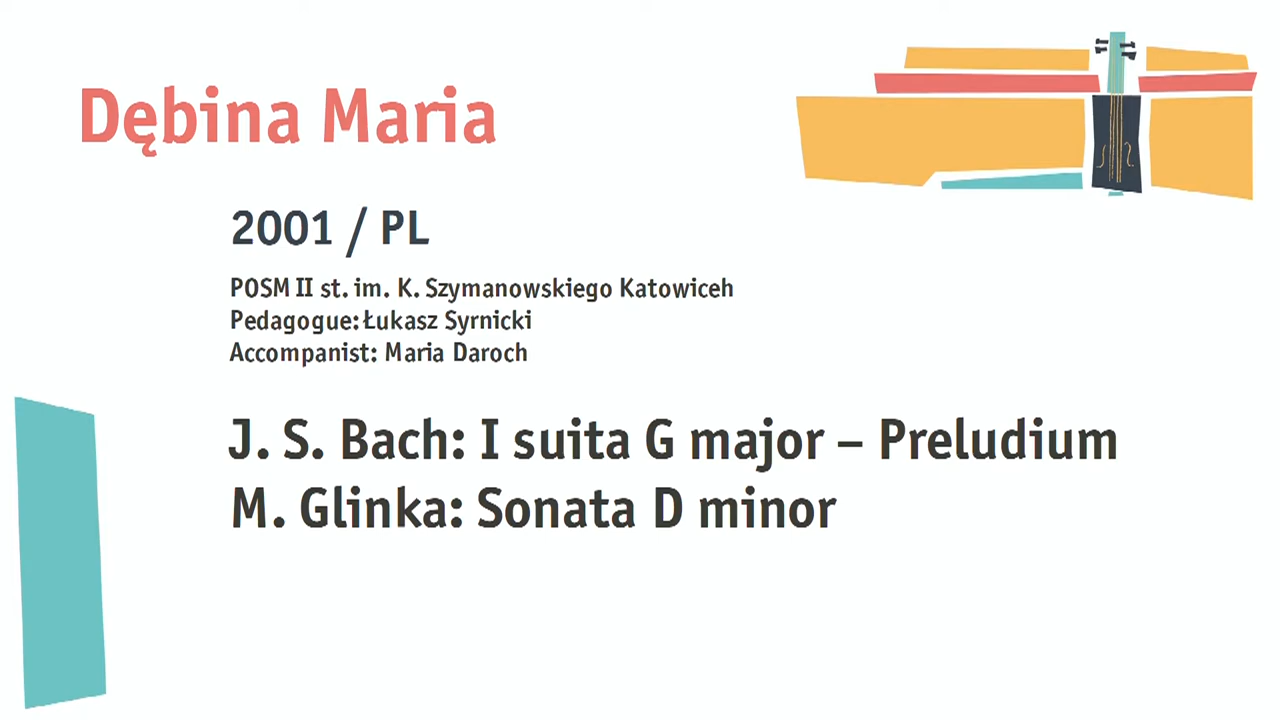 Dębina Maria
2001 / PL
POSM II st. im. K. Szymanowskiego Katowiceh
Pedagogue: Łukasz Syrnicki
Accompanist: Maria Daroch
J. S. Bach: I suita G major – Preludium
M. Glinka: Sonata D minor